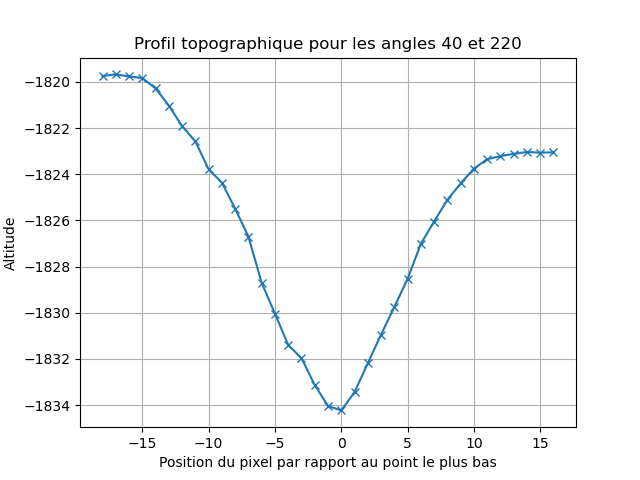 Profil topographique pour les angles 40 et 220
Altitude
−1820
−1822
−1824
−1826
−1828
−1830
−1832
−1834
−15 −10 −5 0 5 10 15
Position du pixel par rapport au point le plus bas